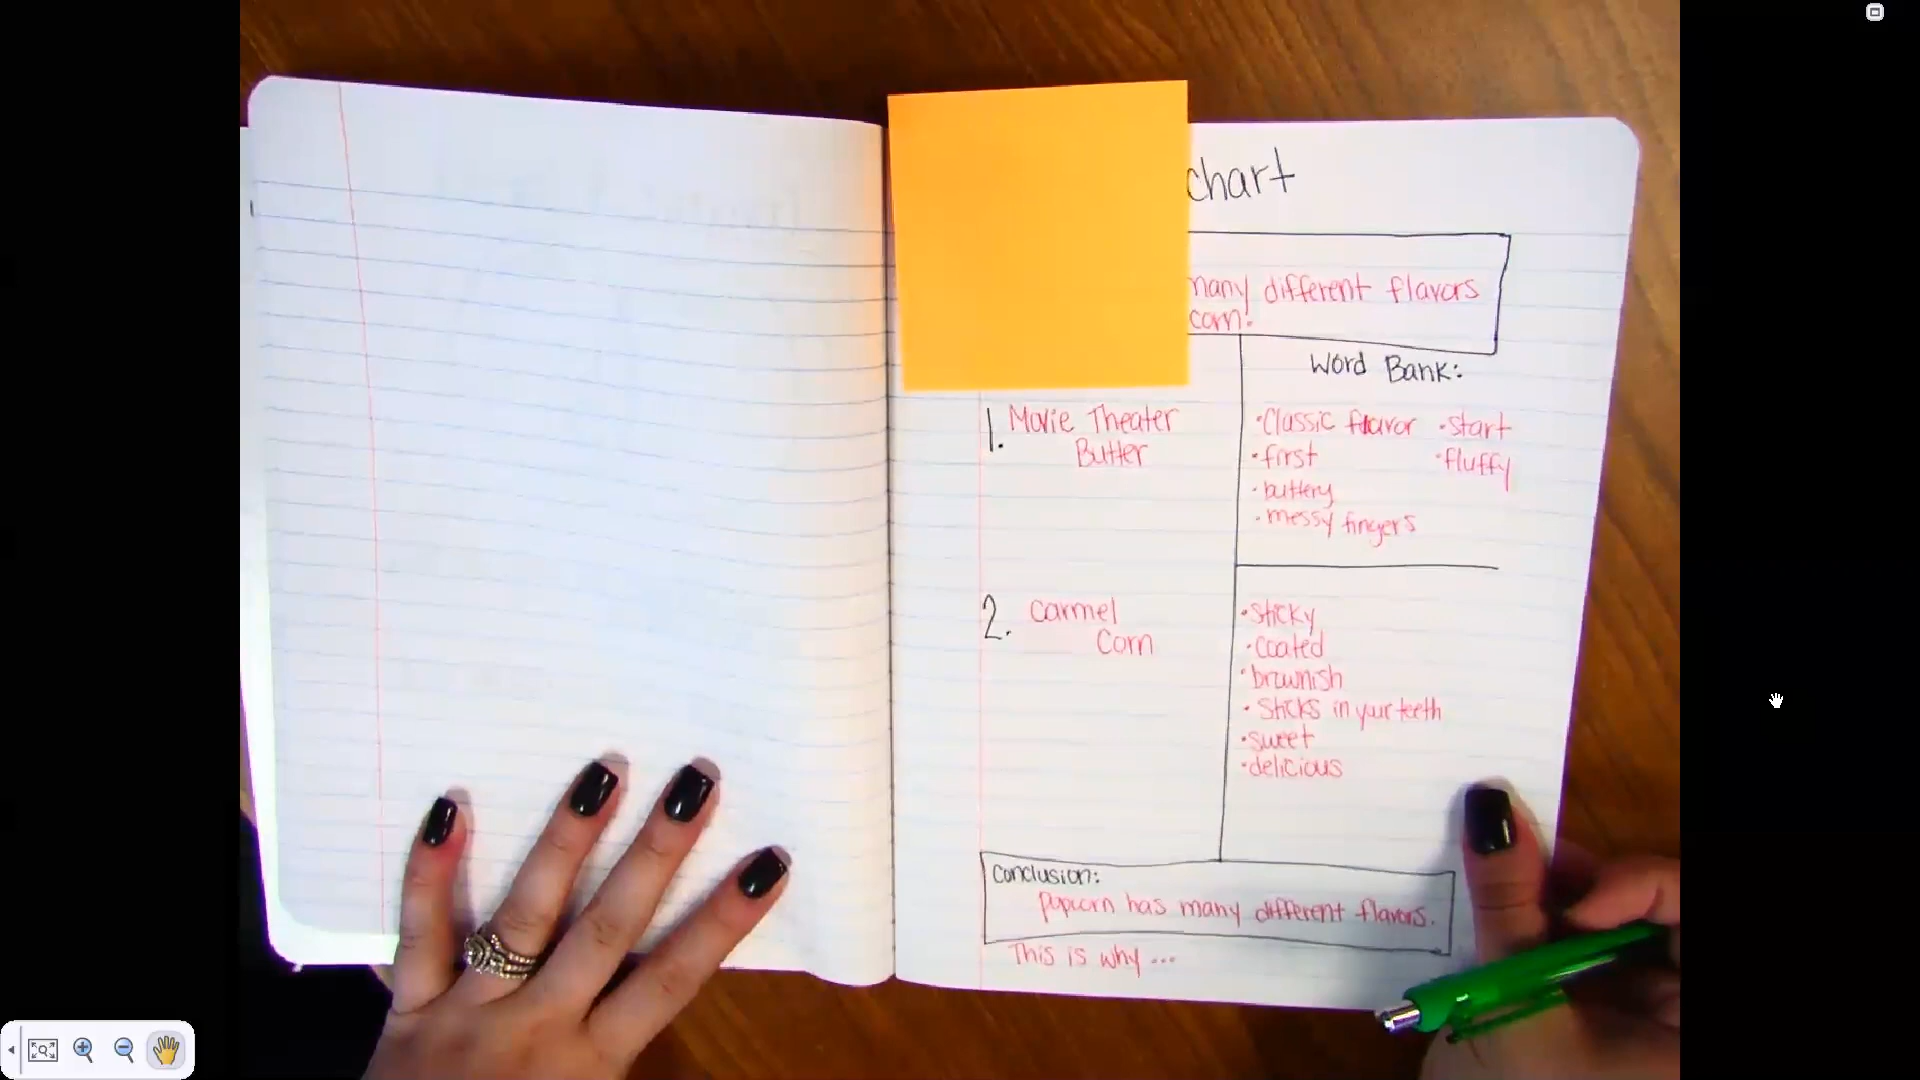 chart
many different flavors
corn.
Word Bank:
1. Movie Theater
Butter
•Classic flavor •start
•first •fluffy
•buttery
•messy fingers
2. Carmel
Corn
•sticky
•coated
•brownish
•Sticks in your teeth
•sweet
•delicious
Conclusion:
popcorn has many different flavors.
This is why ...